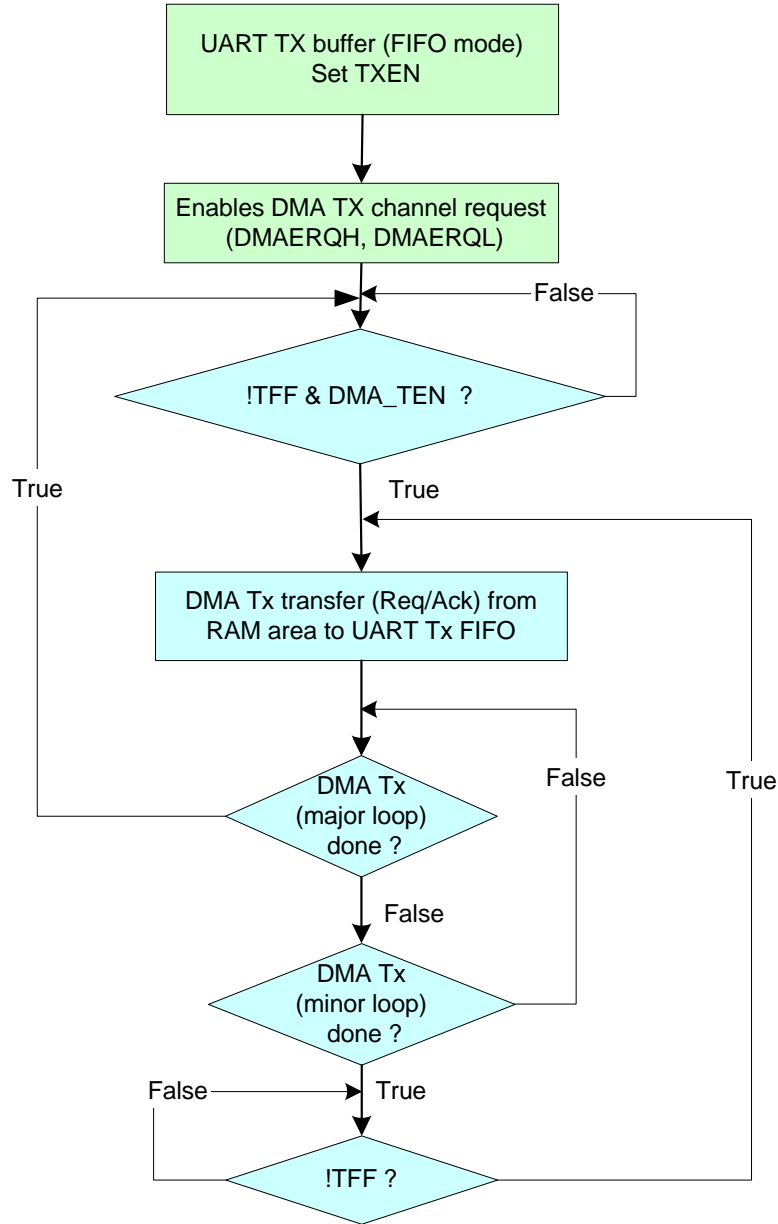 UART TX buffer (FIFO mode)
Set TXEN
Enables DMA TX channel request
(DMAERQH, DMAERQL)
False
!TFF & DMA_TEN ?
True
True
DMA Tx transfer (Req/Ack) from
RAM area to UART Tx FIFO
DMA Tx
(major loop)
done ?
False
True
False
DMA Tx
(minor loop)
done ?
False
True
!TFF ?